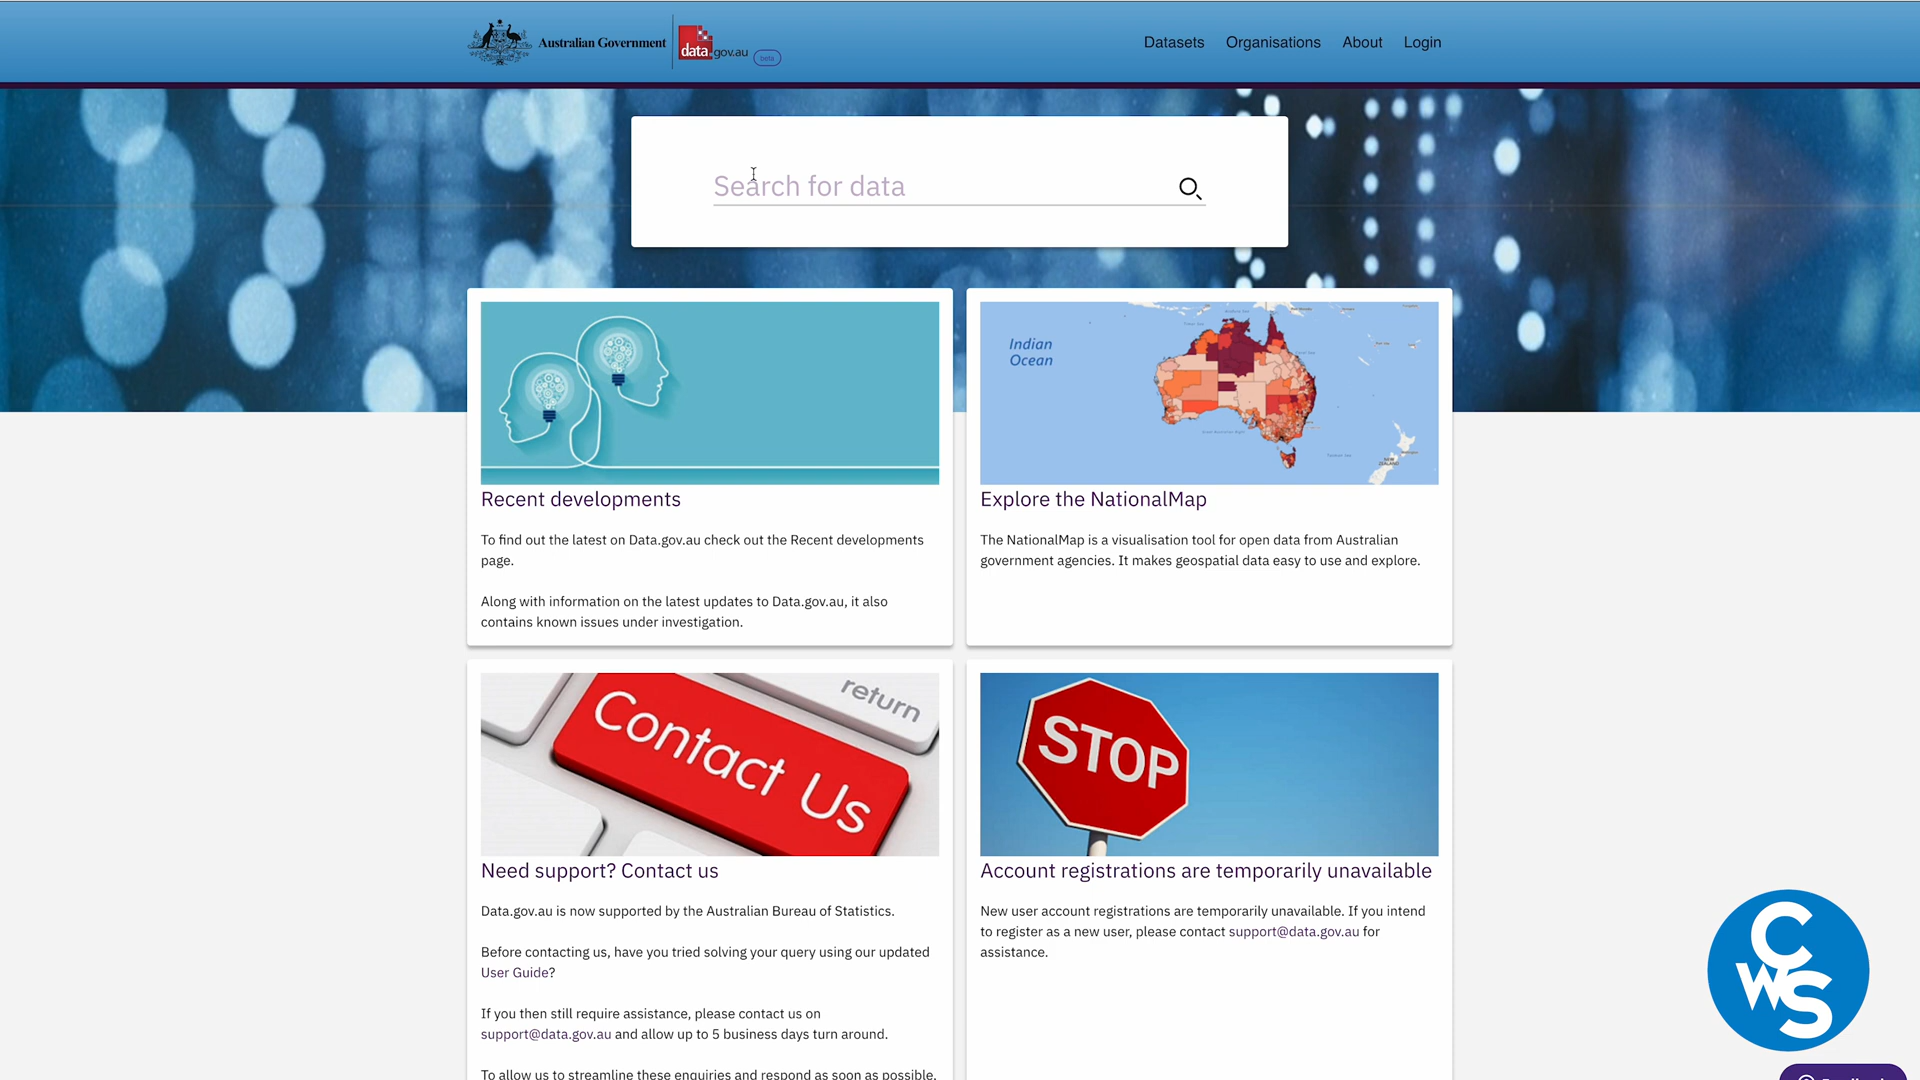 Australian Government
data.gov.au
beta
Datasets
Organisations
About
Login
Search for data
Indian
Ocean
Recent developments
Explore the NationalMap
To find out the latest on Data.gov.au check out the Recent developments
page.
Along with information on the latest updates to Data.gov.au, it also
contains known issues under investigation.
The NationalMap is a visualisation tool for open data from Australian
government agencies. It makes geospatial data easy to use and explore.
return
Contact Us
STOP
Need support? Contact us
Account registrations are temporarily unavailable
Data.gov.au is now supported by the Australian Bureau of Statistics.
Before contacting us, have you tried solving your query using our updated
User Guide?
If you then still require assistance, please contact us on
support@data.gov.au and allow up to 5 business days turn around.
To allow us to streamline these enquiries and respond as soon as possible,
New user account registrations are temporarily unavailable. If you intend
to register as a new user, please contact support@data.gov.au for
assistance.
CWS